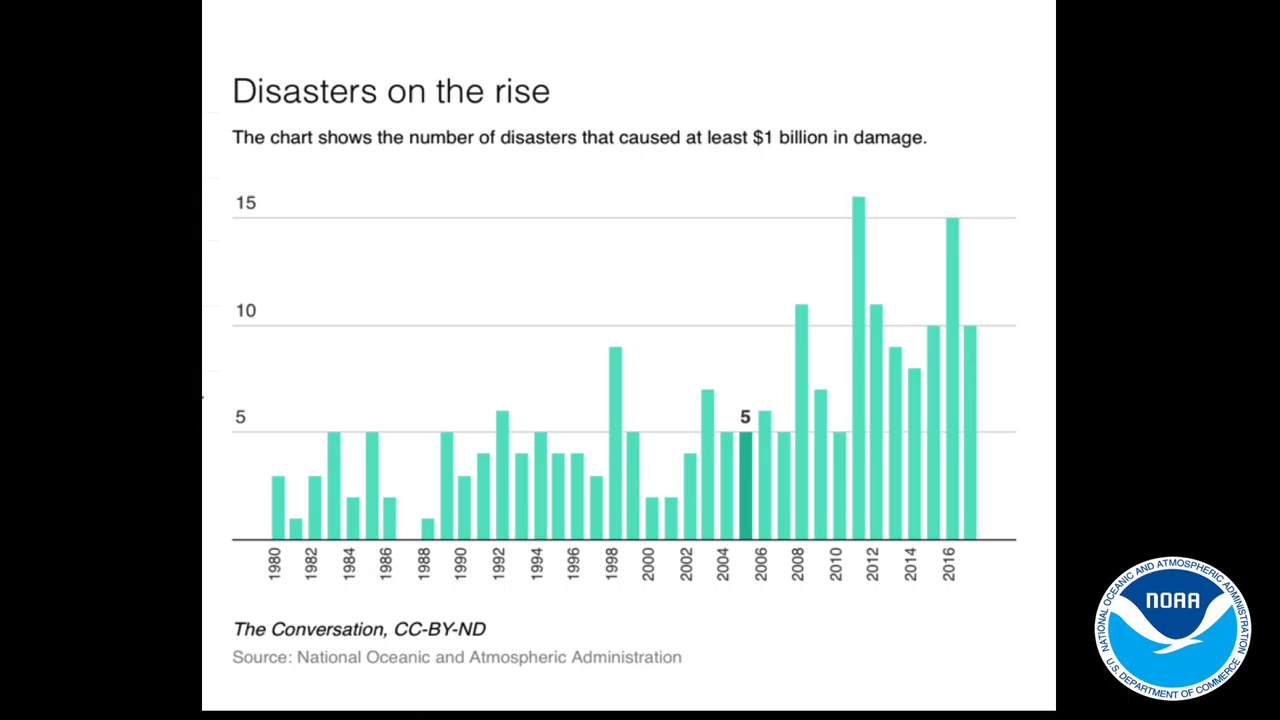 Disasters on the rise
The chart shows the number of disasters that caused at least $1 billion in damage.
15
10
5
5
1980 1982 1984 1986 1988 1990 1992 1994 1996 1998 2000 2002 2004 2006 2008 2010 2012 2014 2016
The Conversation, CC-BY-ND
Source: National Oceanic and Atmospheric Administration
NATIONAL OCEANIC AND ATMOSPHERIC ADMINISTRATION
NOAA
U.S. DEPARTMENT OF COMMERCE